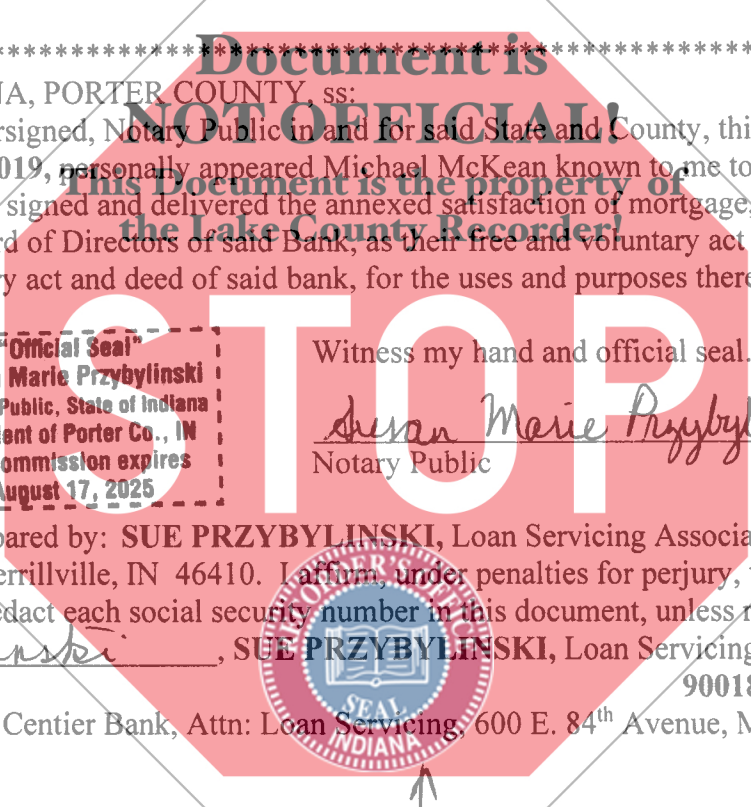 Document is
NA, PORTER COUNTY, ss:
NOT OFFICIAL!
rsigned, Notary Public in and for said State and County, thi
019, personally appeared Michael McKean known to me to
This Document is the property of
signed and delivered the annexed satisfaction of mortgage
the Lake County Recorder!
rd of Directors of said Bank, as their free and voluntary act
ry act and deed of said bank, for the uses and purposes there
STOP
"Official Seal"
Marie Przybylinski
Public, State of Indiana
ent of Porter Co., IN
ommission expires
August 17, 2025
Witness my hand and official seal.
Susan Marie Przybyl
Notary Public
pared by: SUE PRZYBYLINSKI, Loan Servicing Associa
errillville, IN 46410. I affirm, under penalties for perjury,
edact each social security number in this document, unless r
nski, SUE PRZYBYLINSKI, Loan Servicing
90018
RECORDER'S OFFICE
SEAL
INDIANA
Centier Bank, Attn: Loan Servicing, 600 E. 84th Avenue, M